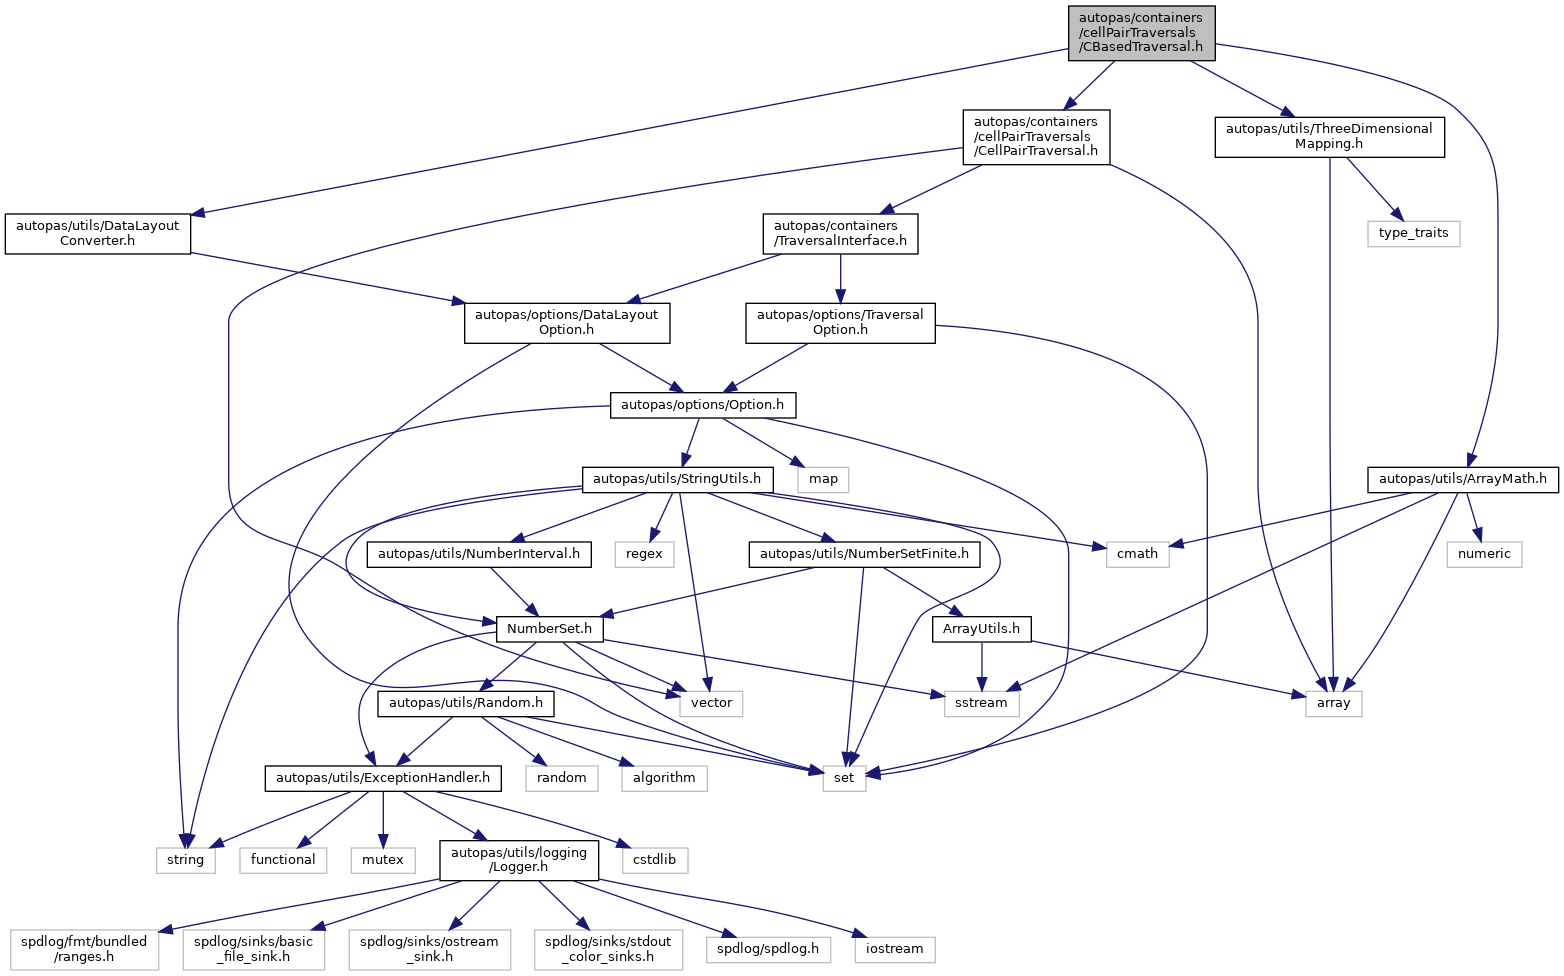 autopas/containers
/cellPairTraversals
/CBasedTraversal.h
autopas/containers
/cellPairTraversals
/CellPairTraversal.h
autopas/utils/ThreeDimensional
Mapping.h
autopas/utils/DataLayout
Converter.h
autopas/containers
/TraversalInterface.h
type_traits
autopas/options/DataLayout
Option.h
autopas/options/Traversal
Option.h
autopas/options/Option.h
autopas/utils/StringUtils.h
map
autopas/utils/ArrayMath.h
autopas/utils/NumberInterval.h
regex
autopas/utils/NumberSetFinite.h
cmath
numeric
NumberSet.h
ArrayUtils.h
autopas/utils/Random.h
vector
sstream
array
autopas/utils/ExceptionHandler.h
random
algorithm
set
string
functional
mutex
autopas/utils/logging
/Logger.h
cstdlib
spdlog/fmt/bundled
/ranges.h
spdlog/sinks/basic
_file_sink.h
spdlog/sinks/ostream
_sink.h
spdlog/sinks/stdout
_color_sinks.h
spdlog/spdlog.h
iostream